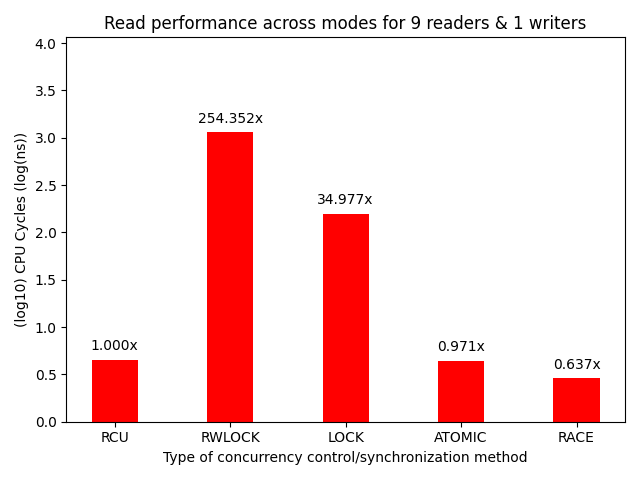 Read performance across modes for 9 readers & 1 writers
4.0
3.5
3.0
2.5
2.0
1.5
1.0
0.5
0.0
(log10) CPU Cycles (log(ns))
1.000x
254.352x
34.977x
0.971x
0.637x
RCU
RWLOCK
LOCK
ATOMIC
RACE
Type of concurrency control/synchronization method